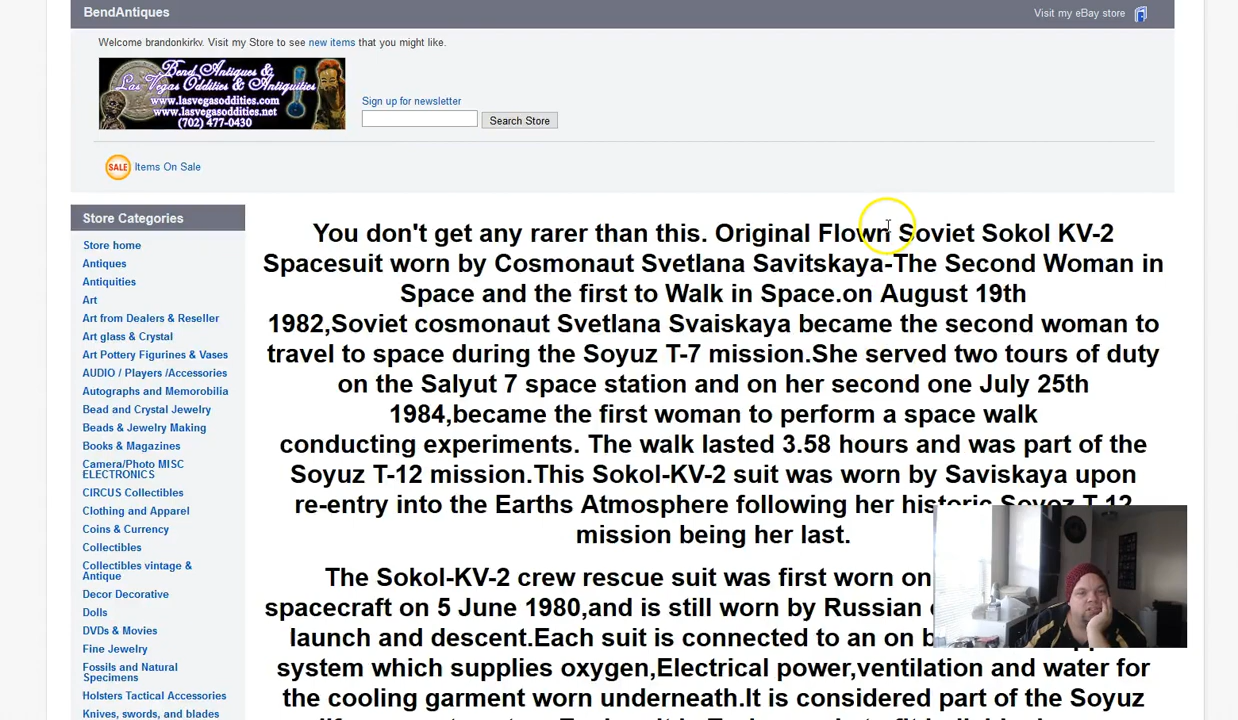 BendAntiques
Visit my eBay store
Welcome brandonkirkv. Visit my Store to see new items that you might like.
Bend Antiques &
Las Vegas Oddities & Antiquities
www.lasvegasoddities.com
www.lasvegasoddities.net
(702) 477-0430
Sign up for newsletter
Search Store
SALE Items On Sale
Store Categories
Store home
Antiques
Antiquities
Art
Art from Dealers & Reseller
Art glass & Crystal
Art Pottery Figurines & Vases
AUDIO / Players /Accessories
Autographs and Memorobilia
Bead and Crystal Jewelry
Beads & Jewelry Making
Books & Magazines
Camera/Photo MISC
ELECTRONICS
CIRCUS Collectibles
Clothing and Apparel
Coins & Currency
Collectibles
Collectibles vintage &
Antique
Decor Decorative
Dolls
DVDs & Movies
Fine Jewelry
Fossils and Natural
Specimens
Holsters Tactical Accessories
Knives, swords, and blades
You don't get any rarer than this. Original Flown Soviet Sokol KV-2
Spacesuit worn by Cosmonaut Svetlana Savitskaya-The Second Woman in
Space and the first to Walk in Space.on August 19th
1982,Soviet cosmonaut Svetlana Svaiskaya became the second woman to
travel to space during the Soyuz T-7 mission.She served two tours of duty
on the Salyut 7 space station and on her second one July 25th
1984,became the first woman to perform a space walk
conducting experiments. The walk lasted 3.58 hours and was part of the
Soyuz T-12 mission.This Sokol-KV-2 suit was worn by Saviskaya upon
re-entry into the Earths Atmosphere following her historic Soyoz T-12
mission being her last.
The Sokol-KV-2 crew rescue suit was first worn on
spacecraft on 5 June 1980,and is still worn by Russian
launch and descent.Each suit is connected to an on
system which supplies oxygen,Electrical power,ventilation and water for
the cooling garment worn underneath.It is considered part of the Soyuz